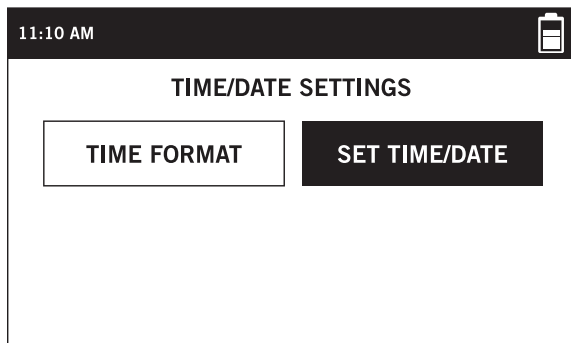 11:10 AM
TIME/DATE SETTINGS
TIME FORMAT
SET TIME/DATE